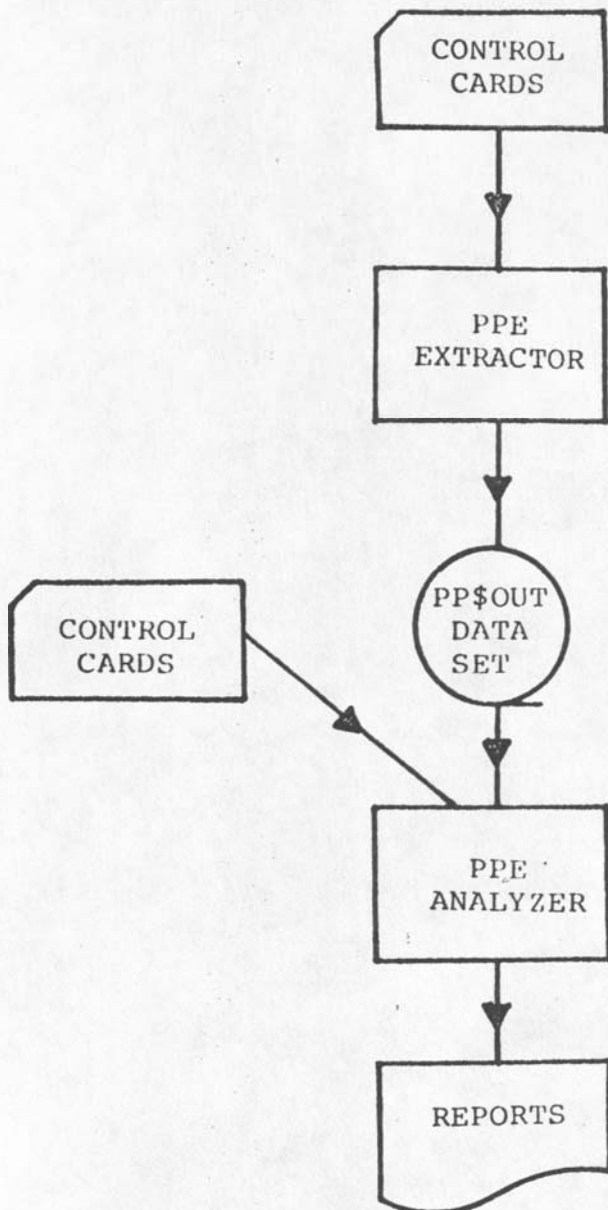 CONTROL
CARDS
PPE
EXTRACTOR
PP$OUT
DATA
SET
CONTROL
CARDS
PPE
ANALYZER
REPORTS